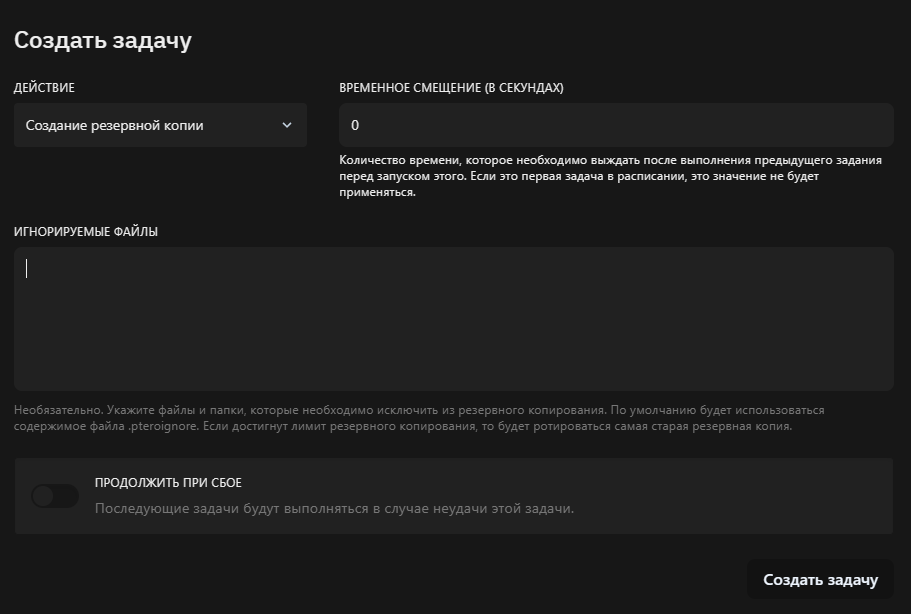 Создать задачу
ДЕЙСТВИЕ
ВРЕМЕННОЕ СМЕЩЕНИЕ (В СЕКУНДАХ)
Создание резервной копии
0
Количество времени, которое необходимо выждать после выполнения предыдущего задания
перед запуском этого. Если это первая задача в расписании, это значение не будет
применяться.
ИГНОРИРУЕМЫЕ ФАЙЛЫ
Необязательно. Укажите файлы и папки, которые необходимо исключить из резервного копирования. По умолчанию будет использоваться
содержимое файла .pteroignore. Если достигнут лимит резервного копирования, то будет ротироваться самая старая резервная копия.
ПРОДОЛЖИТЬ ПРИ СБОЕ
Последующие задачи будут выполняться в случае неудачи этой задачи.
Создать задачу